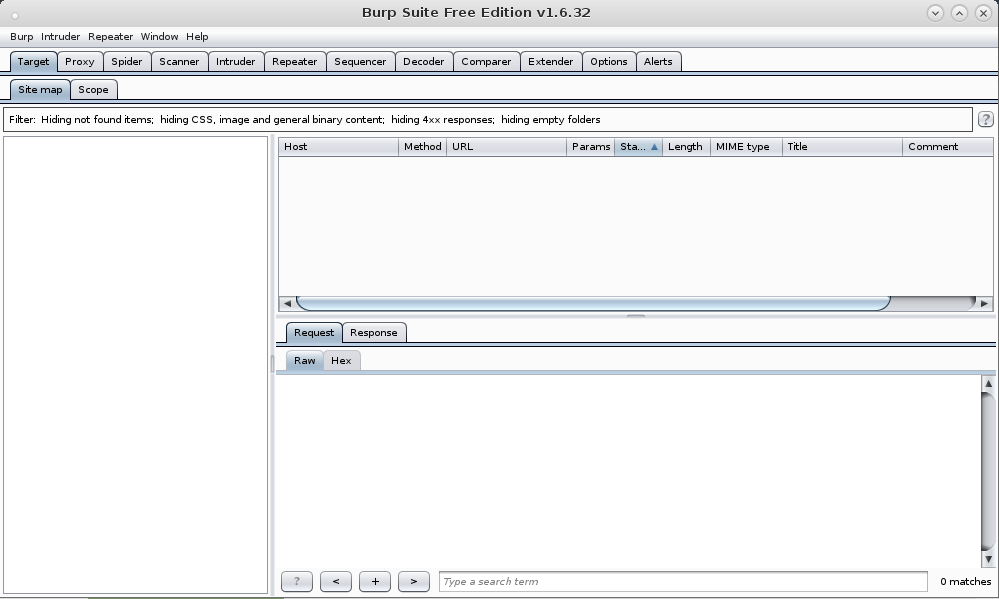 Burp Suite Free Edition v1.6.32
Burp Intruder Repeater Window Help
Target Proxy Spider Scanner Intruder Repeater Sequencer Decoder Comparer Extender Options Alerts
Site map Scope
Filter: Hiding not found items; hiding CSS, image and general binary content; hiding 4xx responses; hiding empty folders ?
Host Method URL Params Sta... Length MIME type Title Comment
Request Response
Raw Hex
? < + > Type a search term 0 matches